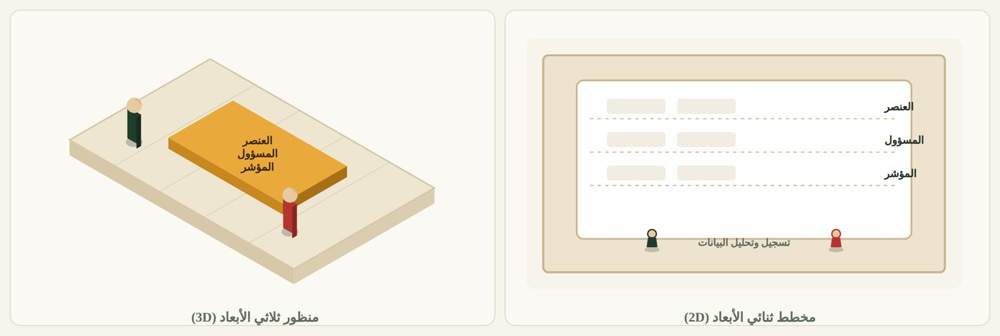 العنصر
المسؤول
المؤشر
تسجيل وتحليل البيانات
مخطط ثنائي الأبعاد (2D)
العنصر
المسؤول
المؤشر
منظور ثلاثي الأبعاد (3D)